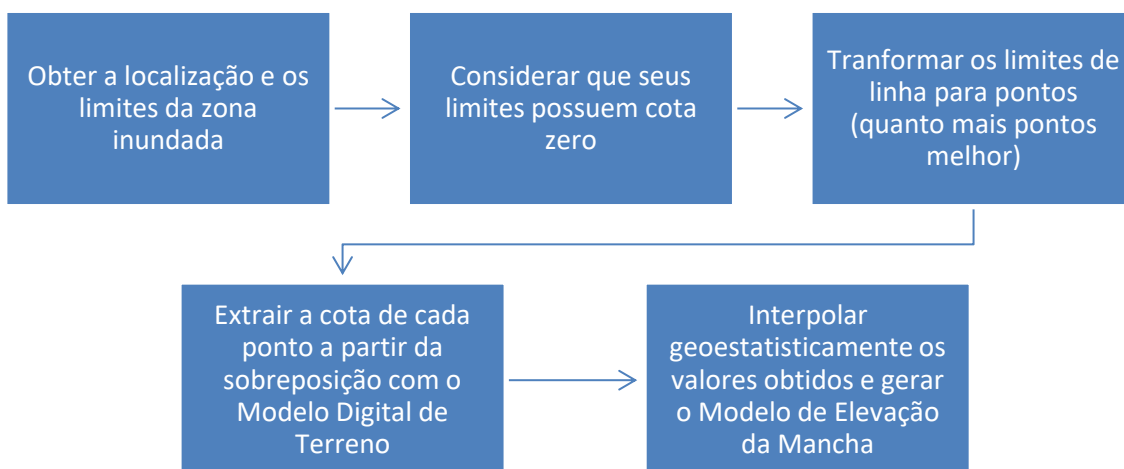 Obter a localização e os
limites da zona
inundada
Considerar que seus
limites possuem cota
zero
Tranformar os limites de
linha para pontos
(quanto mais pontos
melhor)
Extrair a cota de cada
ponto a partir da
sobreposição com o
Modelo Digital de
Terreno
Interpolar
geoestatisticamente os
valores obtidos e gerar
o Modelo de Elevação
da Mancha